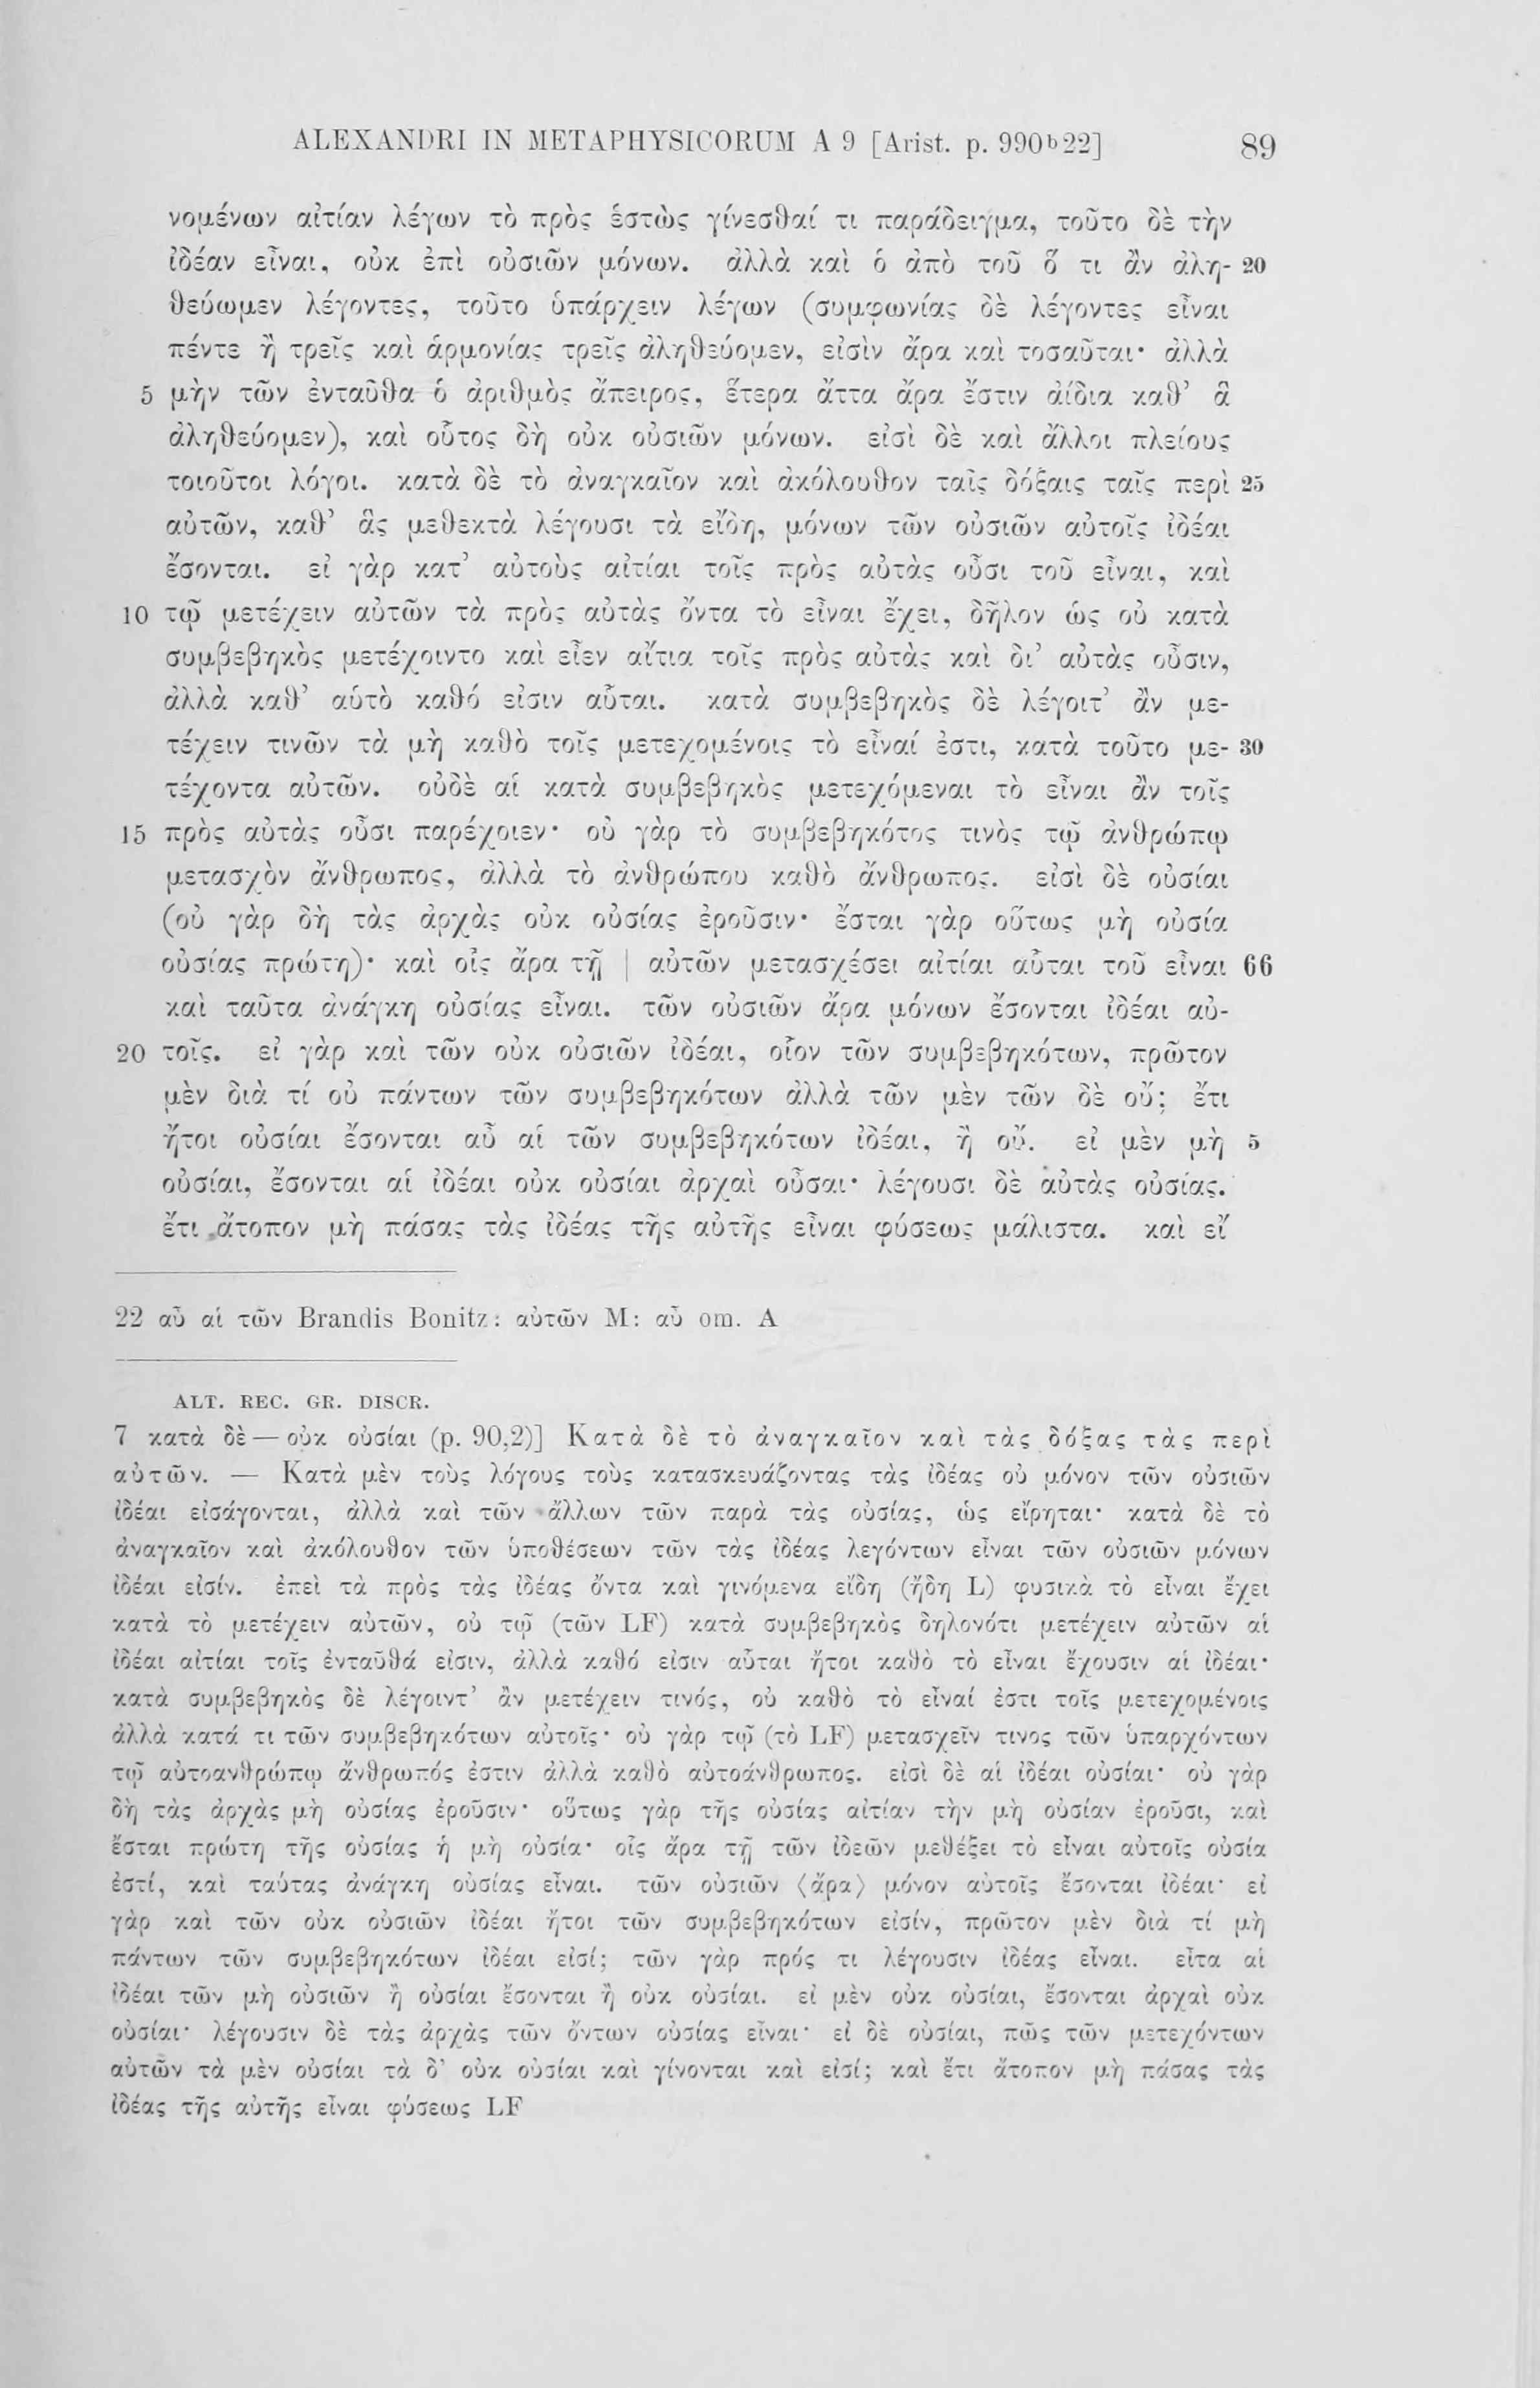 ALEXANDRI IN METAPHYSICORUM A 9 [Arist. p. 990ᵇ22] 89
νομένων αἰτίαν λέγων τὸ πρὸς ἑστὼς γίνεσθαί τι παράδειγμα, τοῦτο δὲ τὴν
ἰδέαν εἶναι, οὐκ ἐπὶ οὐσιῶν μόνων. ἀλλὰ καὶ ὁ ἀπὸ τοῦ ὅ τι ἂν ἀλη- 20
θεύωμεν λέγοντες, τοῦτο ὑπάρχειν λέγων (συμφωνίας δὲ λέγοντες εἶναι
πέντε ἢ τρεῖς καὶ ἁρμονίας τρεῖς ἀληθεύομεν, εἰσὶν ἄρα καὶ τοσαῦται· ἀλλὰ
5 μὴν τῶν ἐνταῦθα ὁ ἀριθμὸς ἄπειρος, ἕτερα ἄττα ἄρα ἔστιν ἀίδια καθ’ ἃ
ἀληθεύομεν), καὶ οὗτος δὴ οὐκ οὐσιῶν μόνων. εἰσὶ δὲ καὶ ἄλλοι πλείους
τοιοῦτοι λόγοι. κατὰ δὲ τὸ ἀναγκαῖον καὶ ἀκόλουθον ταῖς δόξαις ταῖς περὶ 25
αὐτῶν, καθ’ ἃς μεθεκτὰ λέγουσι τὰ εἴδη, μόνων τῶν οὐσιῶν αὐτοῖς ἰδέαι
ἔσονται. εἰ γὰρ κατ’ αὐτοὺς αἰτίαι τοῖς πρὸς αὐτὰς οὖσι τοῦ εἶναι, καὶ
10 τῷ μετέχειν αὐτῶν τὰ πρὸς αὐτὰς ὄντα τὸ εἶναι ἔχει, δῆλον ὡς οὐ κατὰ
συμβεβηκὸς μετέχοιντο καὶ εἶεν αἴτια τοῖς πρὸς αὐτὰς καὶ δι’ αὐτὰς οὖσιν,
ἀλλὰ καθ’ αὑτὸ καθό εἰσιν αὗται. κατὰ συμβεβηκὸς δὲ λέγοιτ’ ἂν με-
τέχειν τινῶν τὰ μὴ καθὸ τοῖς μετεχομένοις τὸ εἶναί ἐστι, κατὰ τοῦτο με- 30
τέχοντα αὐτῶν. οὐδὲ αἱ κατὰ συμβεβηκὸς μετεχόμεναι τὸ εἶναι ἂν τοῖς
15 πρὸς αὐτὰς οὖσι παρέχοιεν· οὐ γὰρ τὸ συμβεβηκότος τινὸς τῷ ἀνθρώπῳ
μετασχὸν ἄνθρωπος, ἀλλὰ τὸ ἀνθρώπου καθὸ ἄνθρωπος. εἰσὶ δὲ οὐσίαι
(οὐ γὰρ δὴ τὰς ἀρχὰς οὐκ οὐσίας ἐροῦσιν· ἔσται γὰρ οὕτως μὴ οὐσία
οὐσίας πρώτη)· καὶ οἷς ἄρα τῇ | αὐτῶν μετασχέσει αἰτίαι αὗται τοῦ εἶναι 66
καὶ ταῦτα ἀνάγκη οὐσίας εἶναι. τῶν οὐσιῶν ἄρα μόνων ἔσονται ἰδέαι αὐ-
20 τοῖς. εἰ γὰρ καὶ τῶν οὐκ οὐσιῶν ἰδέαι, οἷον τῶν συμβεβηκότων, πρῶτον
μὲν διὰ τί οὐ πάντων τῶν συμβεβηκότων ἀλλὰ τῶν μὲν τῶν δὲ οὔ; ἔτι
ἤτοι οὐσίαι ἔσονται αὖ αἱ τῶν συμβεβηκότων ἰδέαι, ἢ οὔ. εἰ μὲν μὴ 5
οὐσίαι, ἔσονται αἱ ἰδέαι οὐκ οὐσίαι ἀρχαὶ οὖσαι· λέγουσι δὲ αὐτὰς οὐσίας.
ἔτι ἄτοπον μὴ πάσας τὰς ἰδέας τῆς αὐτῆς εἶναι φύσεως μάλιστα. καὶ εἴ
22 αὖ αἱ τῶν Brandis Bonitz: αὐτῶν M: αὖ om. A
ALT. REC. GR. DISCR.
7 κατὰ δὲ — οὐκ οὐσίαι (p. 90,2)] Κατὰ δὲ τὸ ἀναγκαῖον καὶ τὰς δόξας τὰς περὶ
αὐτῶν. — Κατὰ μὲν τοὺς λόγους τοὺς κατασκευάζοντας τὰς ἰδέας οὐ μόνον τῶν οὐσιῶν
ἰδέαι εἰσάγονται, ἀλλὰ καὶ τῶν ἄλλων τῶν παρὰ τὰς οὐσίας, ὡς εἴρηται· κατὰ δὲ τὸ
ἀναγκαῖον καὶ ἀκόλουθον τῶν ὑποθέσεων τῶν τὰς ἰδέας λεγόντων εἶναι τῶν οὐσιῶν μόνων
ἰδέαι εἰσίν. ἐπεὶ τὰ πρὸς τὰς ἰδέας ὄντα καὶ γινόμενα εἴδη (ἤδη L) φυσικὰ τὸ εἶναι ἔχει
κατὰ τὸ μετέχειν αὐτῶν, οὐ τῷ (τῶν LF) κατὰ συμβεβηκὸς δηλονότι μετέχειν αὐτῶν αἱ
ἰδέαι αἰτίαι τοῖς ἐνταῦθά εἰσιν, ἀλλὰ καθό εἰσιν αὗται ἤτοι καθὸ τὸ εἶναι ἔχουσιν αἱ ἰδέαι·
κατὰ συμβεβηκὸς δὲ λέγοιντ’ ἂν μετέχειν τινός, οὐ καθὸ τὸ εἶναί ἐστι τοῖς μετεχομένοις
ἀλλὰ κατά τι τῶν συμβεβηκότων αὐτοῖς· οὐ γὰρ τῷ (τὸ LF) μετασχεῖν τινος τῶν ὑπαρχόντων
τῷ αὐτοανθρώπῳ ἄνθρωπός ἐστιν ἀλλὰ καθὸ αὐτοάνθρωπος. εἰσὶ δὲ αἱ ἰδέαι οὐσίαι· οὐ γὰρ
δὴ τὰς ἀρχὰς μὴ οὐσίας ἐροῦσιν· οὕτως γὰρ τῆς οὐσίας αἰτίαν τὴν μὴ οὐσίαν ἐροῦσι, καὶ
ἔσται πρώτη τῆς οὐσίας ἡ μὴ οὐσία· οἷς ἄρα τῇ τῶν ἰδεῶν μεθέξει τὸ εἶναι αὐτοῖς οὐσία
ἐστί, καὶ ταύτας ἀνάγκη οὐσίας εἶναι. τῶν οὐσιῶν ⟨ἄρα⟩ μόνον αὐτοῖς ἔσονται ἰδέαι· εἰ
γὰρ καὶ τῶν οὐκ οὐσιῶν ἰδέαι ἤτοι τῶν συμβεβηκότων εἰσίν, πρῶτον μὲν διὰ τί μὴ
πάντων τῶν συμβεβηκότων ἰδέαι εἰσί; τῶν γὰρ πρός τι λέγουσιν ἰδέας εἶναι. εἶτα αἱ
ἰδέαι τῶν μὴ οὐσιῶν ἢ οὐσίαι ἔσονται ἢ οὐκ οὐσίαι. εἰ μὲν οὐκ οὐσίαι, ἔσονται ἀρχαὶ οὐκ
οὐσίαι· λέγουσιν δὲ τὰς ἀρχὰς τῶν ὄντων οὐσίας εἶναι· εἰ δὲ οὐσίαι, πῶς τῶν μετεχόντων
αὐτῶν τὰ μὲν οὐσίαι τὰ δ’ οὐκ οὐσίαι καὶ γίνονται καὶ εἰσί; καὶ ἔτι ἄτοπον μὴ πάσας τὰς
ἰδέας τῆς αὐτῆς εἶναι φύσεως LF